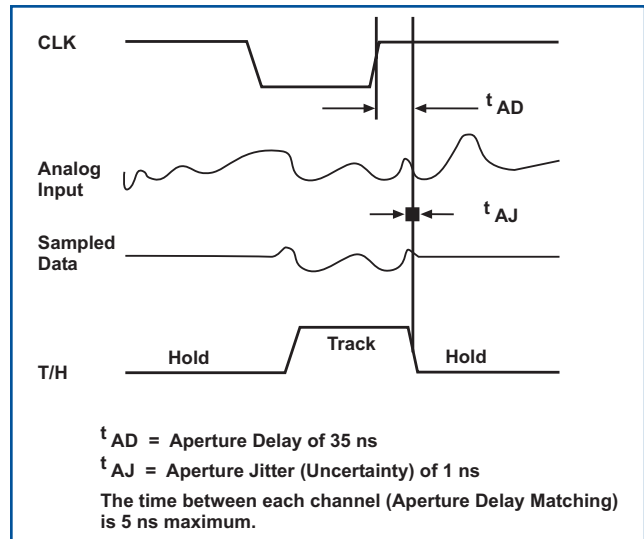 CLK
t AD
Analog
Input
t AJ
Sampled
Data
Hold
Track
Hold
T/H
t AD = Aperture Delay of 35 ns
t AJ = Aperture Jitter (Uncertainty) of 1 ns
The time between each channel (Aperture Delay Matching)
is 5 ns maximum.